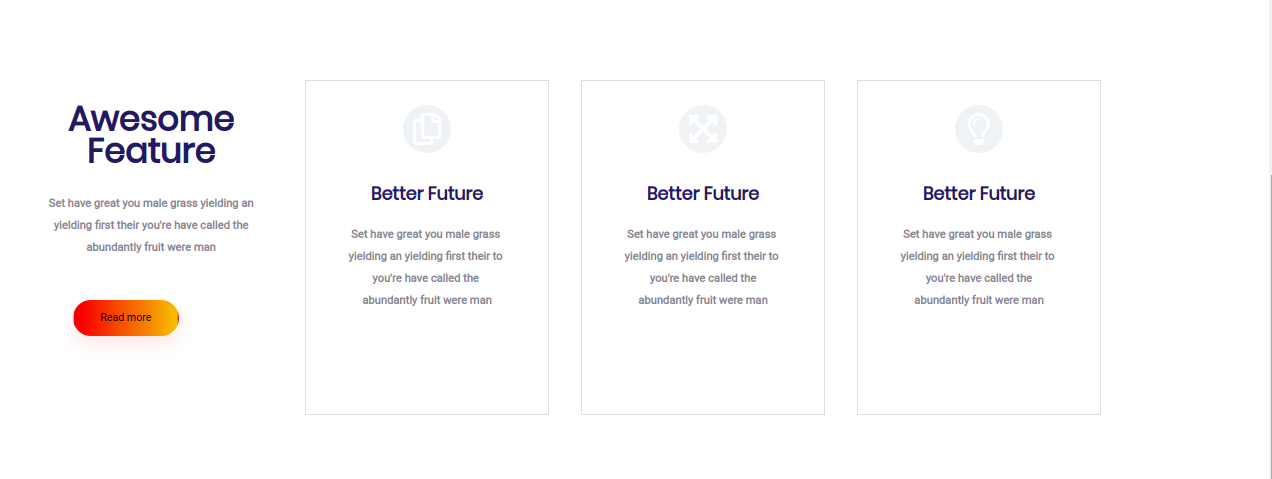 Awesome
Feature
Set have great you male grass yielding an
yielding first their you're have called the
abundantly fruit were man
Read more
Better Future
Set have great you male grass
yielding an yielding first their to
you're have called the
abundantly fruit were man
Better Future
Set have great you male grass
yielding an yielding first their to
you're have called the
abundantly fruit were man
Better Future
Set have great you male grass
yielding an yielding first their to
you're have called the
abundantly fruit were man